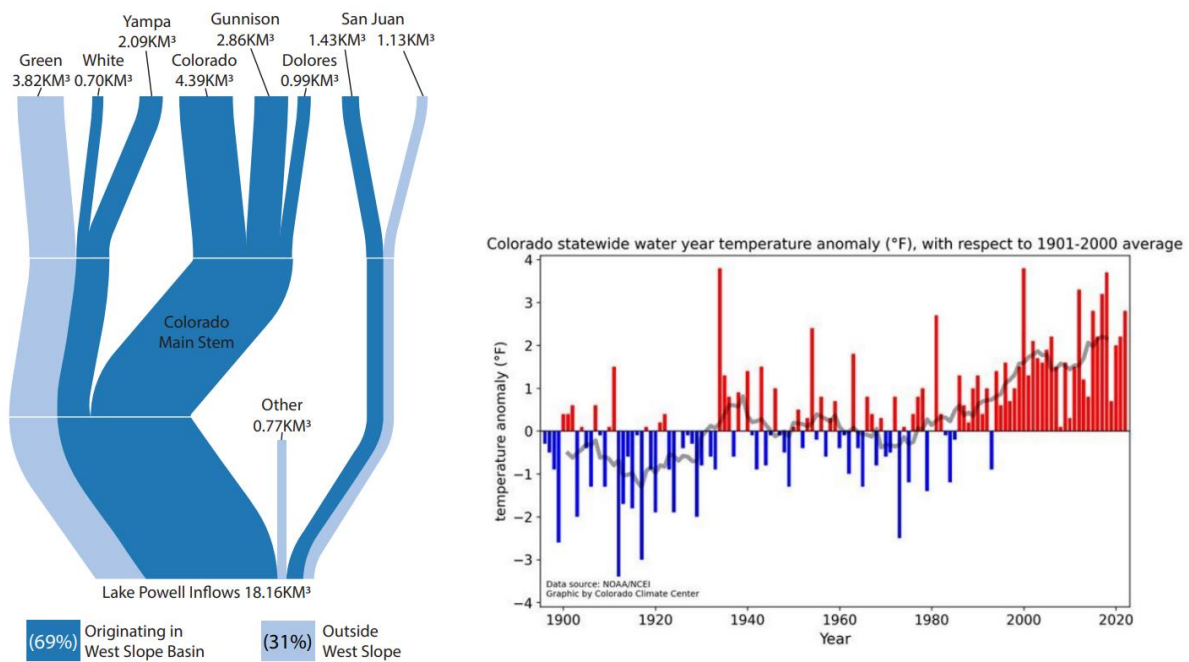 Yampa
2.09KM³
Gunnison
2.86KM³
San Juan
1.43KM³ 1.13KM³
Green
3.82KM³
White
0.70KM³
Colorado
4.39KM³
Dolores
0.99KM³
Colorado
Main Stem
Other
0.77KM³
Lake Powell Inflows 18.16KM³
(69%)
Originating in
West Slope Basin
(31%)
Outside
West Slope
Colorado statewide water year temperature anomaly (°F), with respect to 1901-2000 average
temperature anomaly (°F)
4
3
2
1
0
−1
−2
−3
−4
Data source: NOAA/NCEI
Graphic by Colorado Climate Center
1900 1920 1940 1960 1980 2000 2020
Year